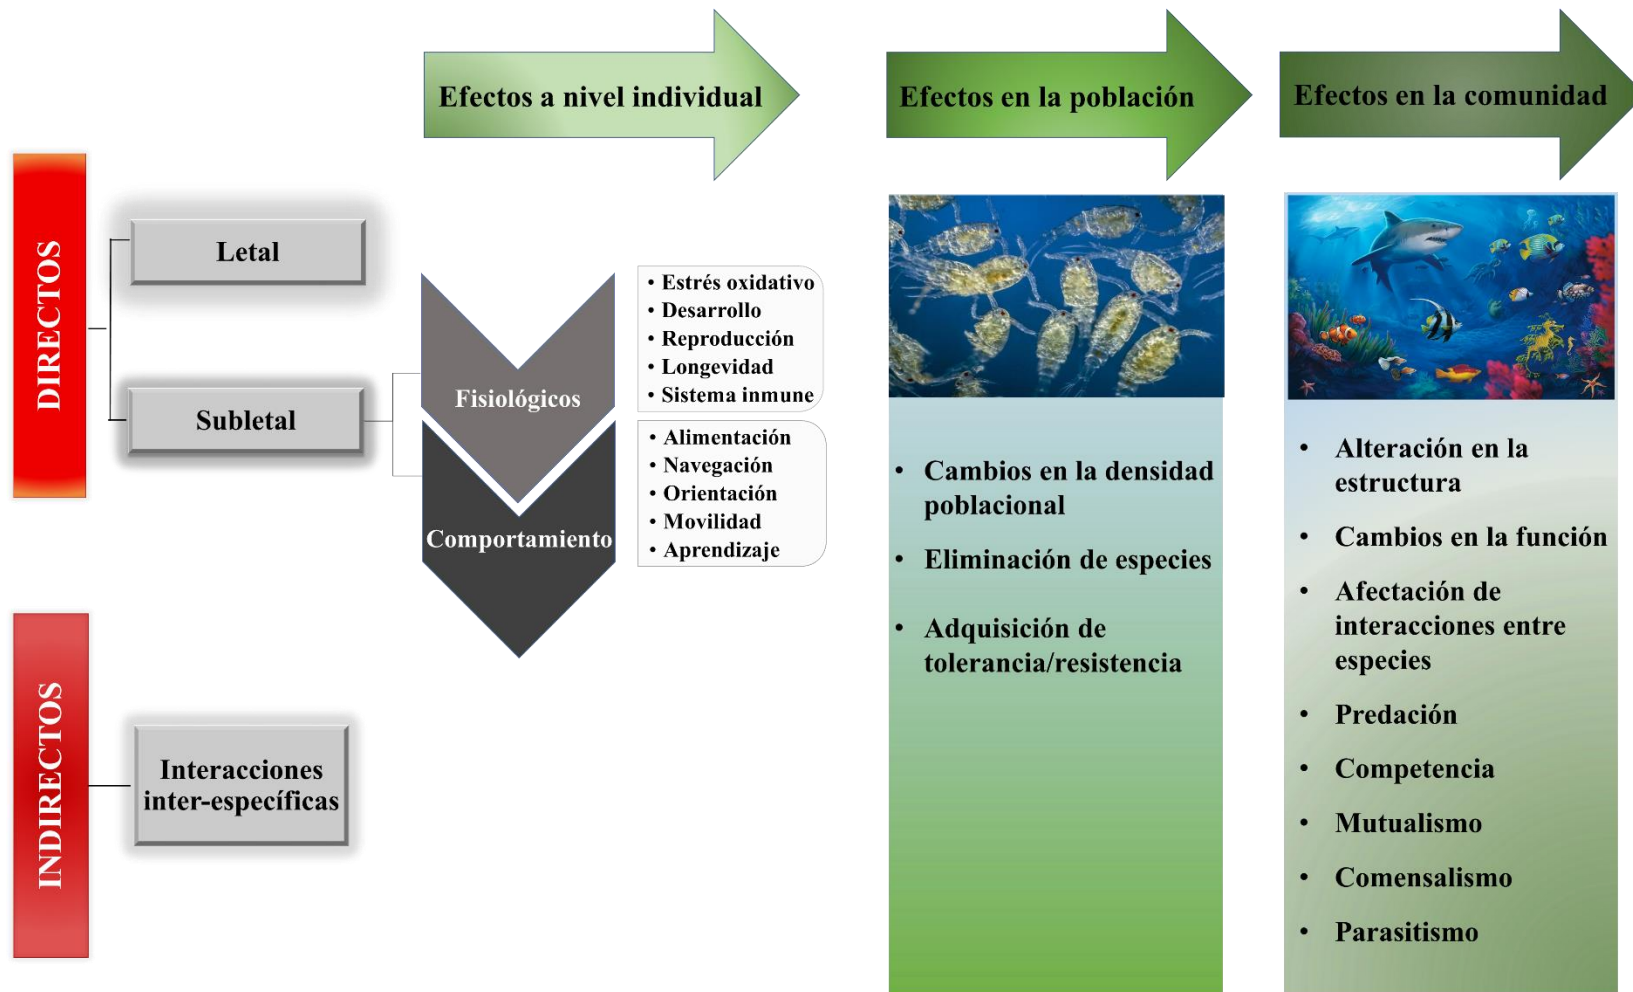 Efectos a nivel individual
Efectos en la población
Efectos en la comunidad
DIRECTOS
Letal
Subletal
Fisiológicos
• Estrés oxidativo
• Desarrollo
• Reproducción
• Longevidad
• Sistema inmune
Comportamiento
• Alimentación
• Navegación
• Orientación
• Movilidad
• Aprendizaje
INDIRECTOS
Interacciones
inter-específicas
• Cambios en la densidad
poblacional
• Eliminación de especies
• Adquisición de
tolerancia/resistencia
• Alteración en la
estructura
• Cambios en la función
• Afectación de
interacciones entre
especies
• Predación
• Competencia
• Mutualismo
• Comensalismo
• Parasitismo